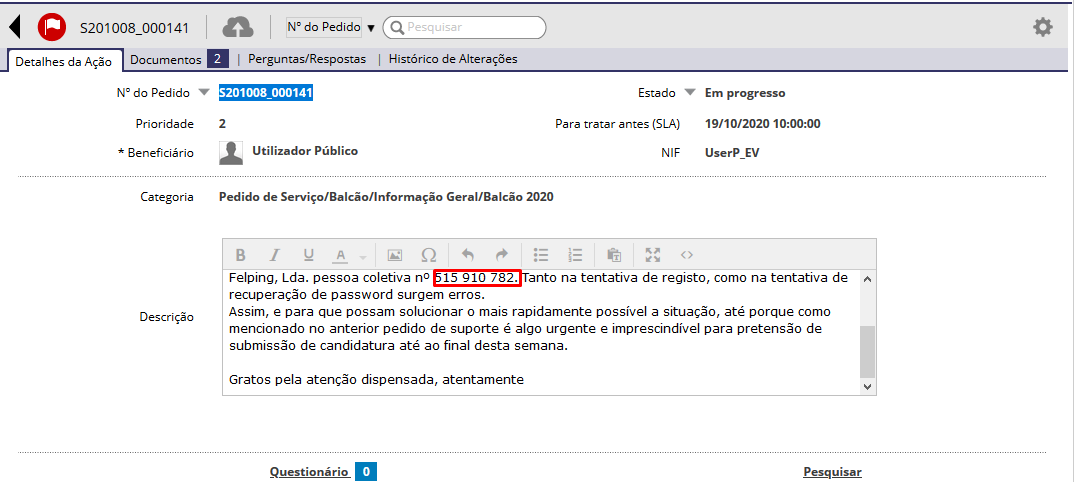 S201008_000141 Nº do Pedido Pesquisar
Detalhes da Ação Documentos 2 | Perguntas/Respostas | Histórico de Alterações
Nº do Pedido S201008_000141 Estado Em progresso
Prioridade 2 Para tratar antes (SLA) 19/10/2020 10:00:00
* Beneficiário Utilizador Público NIF UserP_EV
Categoria Pedido de Serviço/Balcão/Informação Geral/Balcão 2020
B I U A Ω
Descrição
Felping, Lda. pessoa coletiva nº 515 910 782. Tanto na tentativa de registo, como na tentativa de
recuperação de password surgem erros.
Assim, e para que possam solucionar o mais rapidamente possível a situação, até porque como
mencionado no anterior pedido de suporte é algo urgente e imprescindível para pretensão de
submissão de candidatura até ao final desta semana.
Gratos pela atenção dispensada, atentamente
Questionário 0 Pesquisar